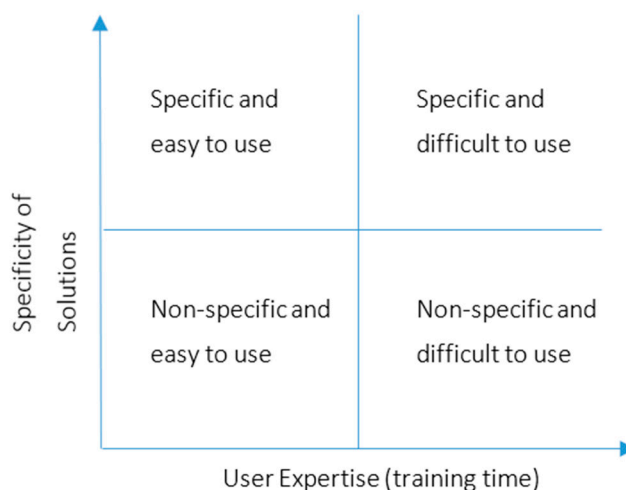 Specific and
easy to use
Specific and
difficult to use
Specificity of
Solutions
Non-specific and
easy to use
Non-specific and
difficult to use
User Expertise (training time)